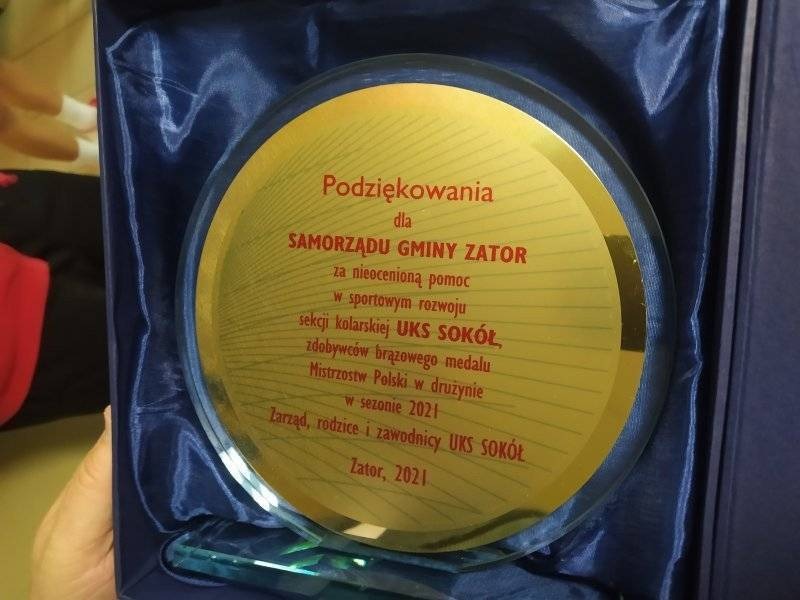 Podziękowania
dla
SAMORZĄDU GMINY ZATOR
za nieocenioną pomoc
w sportowym rozwoju
sekcji kolarskiej UKS SOKÓŁ,
zdobywców brązowego medalu
Mistrzostw Polski w drużynie
w sezonie 2021
Zarząd, rodzice i zawodnicy UKS SOKÓŁ
Zator, 2021